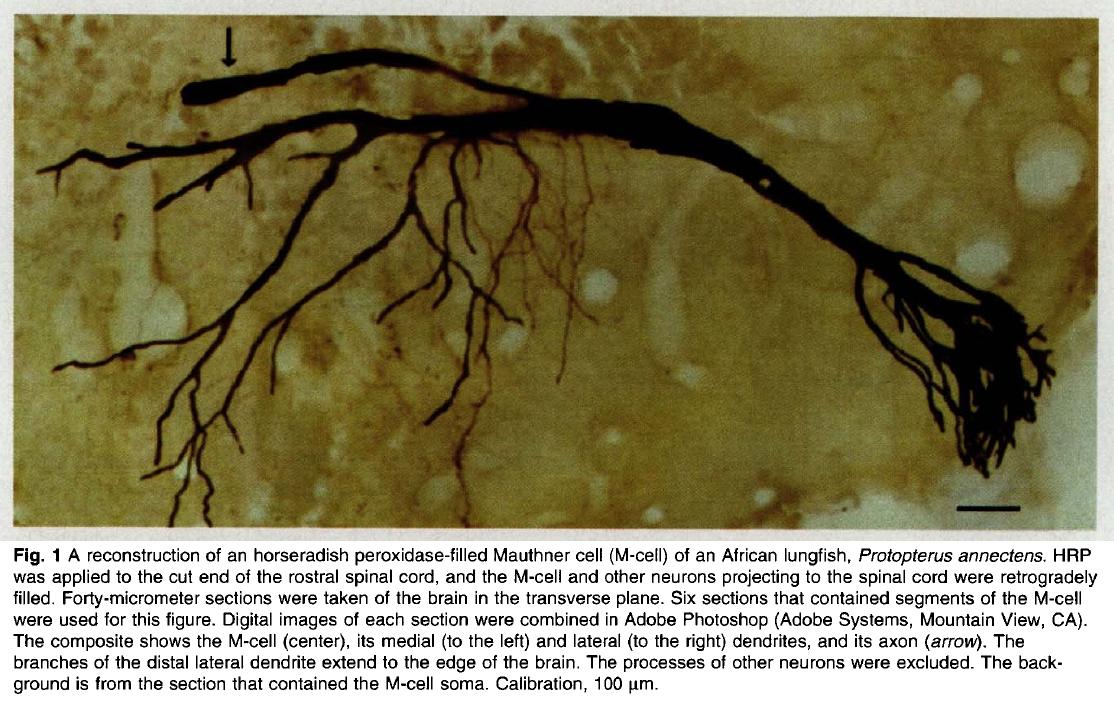 Fig. 1 A reconstruction of an horseradish peroxidase-filled Mauthner cell (M-cell) of an African lungfish, Protopterus annectens. HRP
was applied to the cut end of the rostral spinal cord, and the M-cell and other neurons projecting to the spinal cord were retrogradely
filled. Forty-micrometer sections were taken of the brain in the transverse plane. Six sections that contained segments of the M-cell
were used for this figure. Digital images of each section were combined in Adobe Photoshop (Adobe Systems, Mountain View, CA).
The composite shows the M-cell (center), its medial (to the left) and lateral (to the right) dendrites, and its axon (arrow). The
branches of the distal lateral dendrite extend to the edge of the brain. The processes of other neurons were excluded. The back-
ground is from the section that contained the M-cell soma. Calibration, 100 μm.